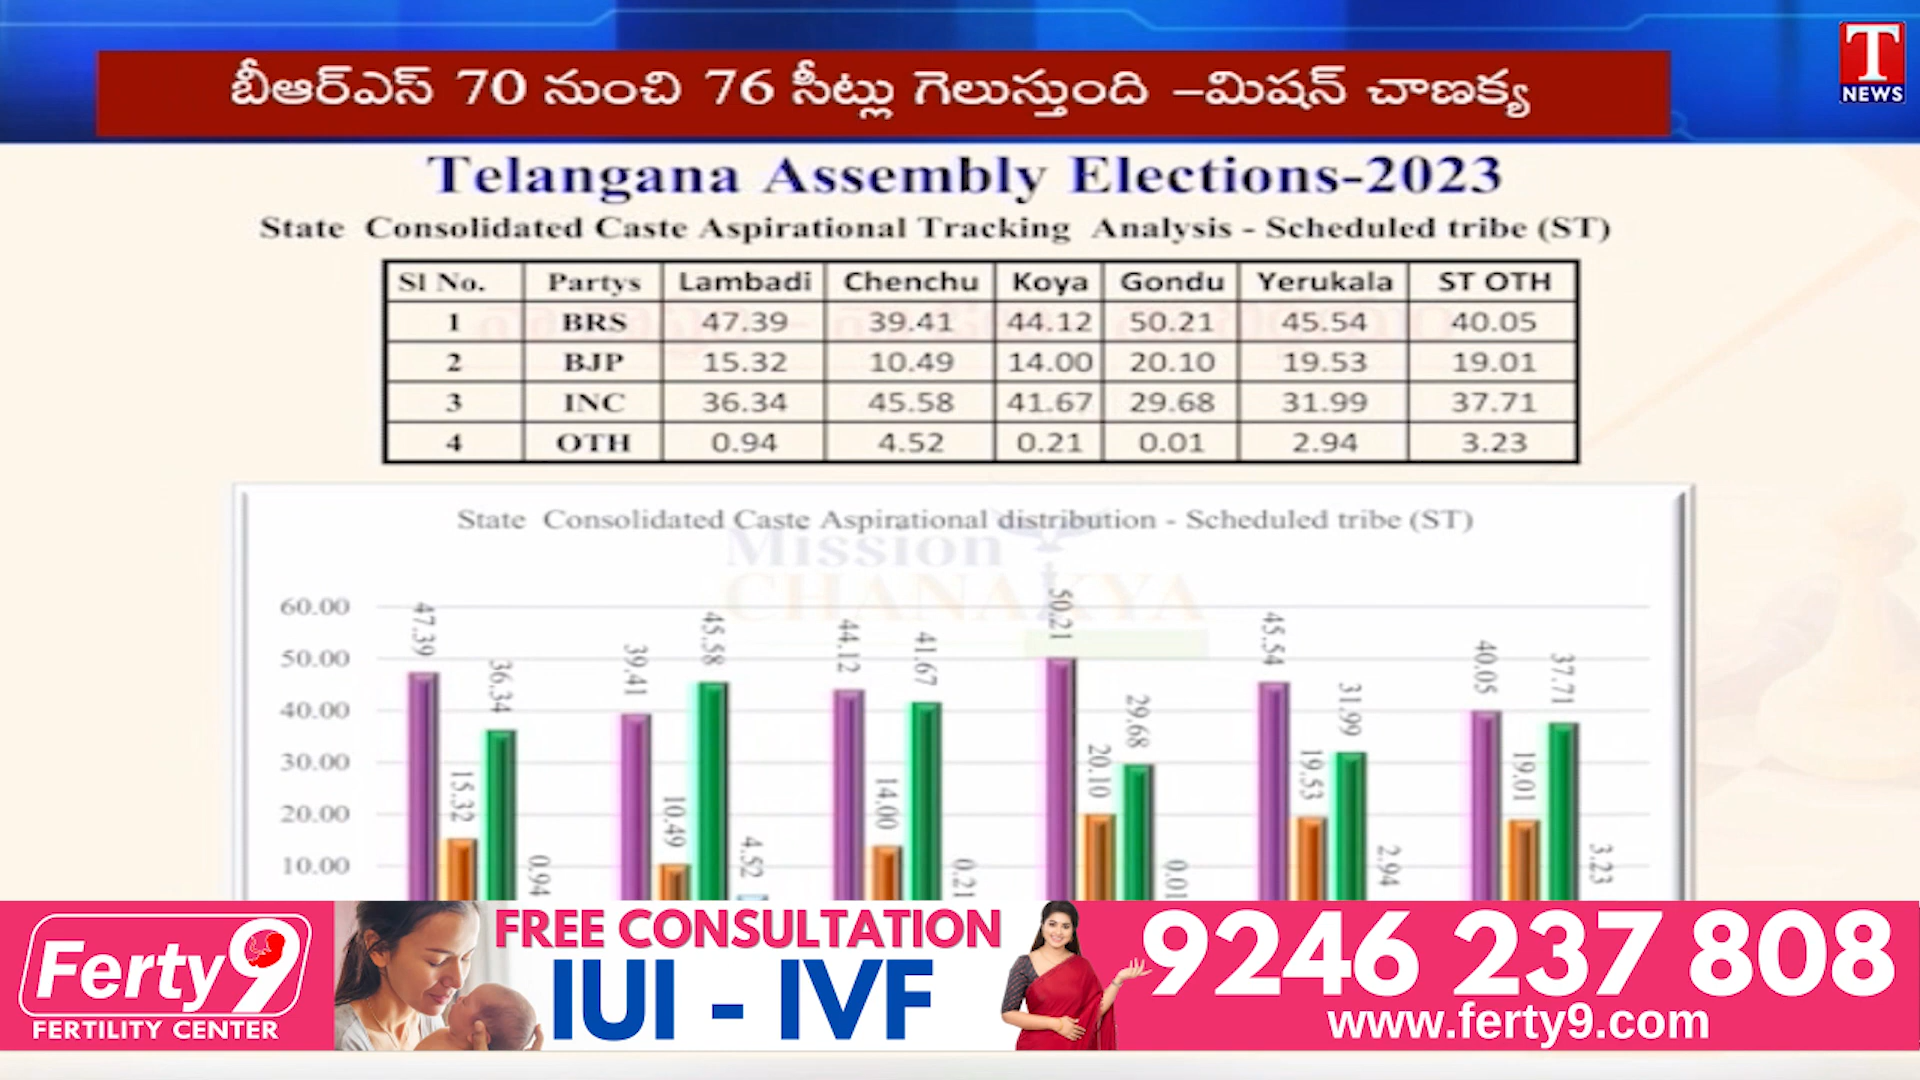 బీఆర్ఎస్ 70 నుంచి 76 సీట్లు గెలుస్తుంది –మిషన్ చాణక్య
T
NEWS
Telangana Assembly Elections-2023
State Consolidated Caste Aspirational Tracking Analysis - Scheduled tribe (ST)
Sl No. Partys Lambadi Chenchu Koya Gondu Yerukala ST OTH
1 BRS 47.39 39.41 44.12 50.21 45.54 40.05
2 BJP 15.32 10.49 14.00 20.10 19.53 19.01
3 INC 36.34 45.58 41.67 29.68 31.99 37.71
4 OTH 0.94 4.52 0.21 0.01 2.94 3.23
State Consolidated Caste Aspirational distribution - Scheduled tribe (ST)
Mission
CHANAKYA
60.00
50.00
40.00
30.00
20.00
10.00
47.39 15.32 36.34 0.94
39.41 10.49 45.58 4.52
44.12 14.00 41.67 0.21
50.21 20.10 29.68 0.01
45.54 19.53 31.99 2.94
40.05 19.01 37.71 3.23
Ferty9
FERTILITY CENTER
FREE CONSULTATION
IUI - IVF
9246 237 808
www.ferty9.com